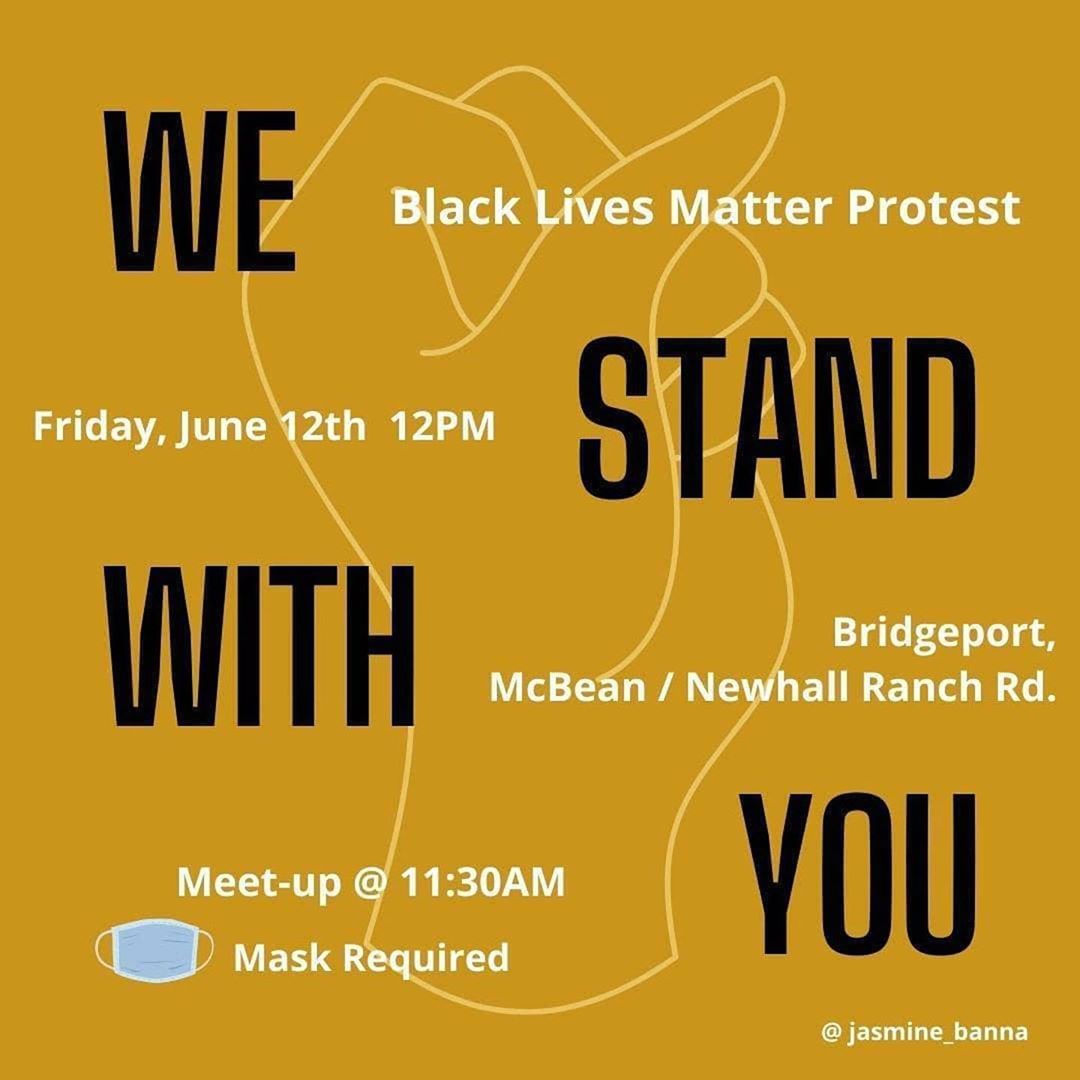 WE
Black Lives Matter Protest
STAND
Friday, June 12th 12PM
WITH
Bridgeport,
McBean / Newhall Ranch Rd.
YOU
Meet-up @ 11:30AM
Mask Required
@ jasmine_banna